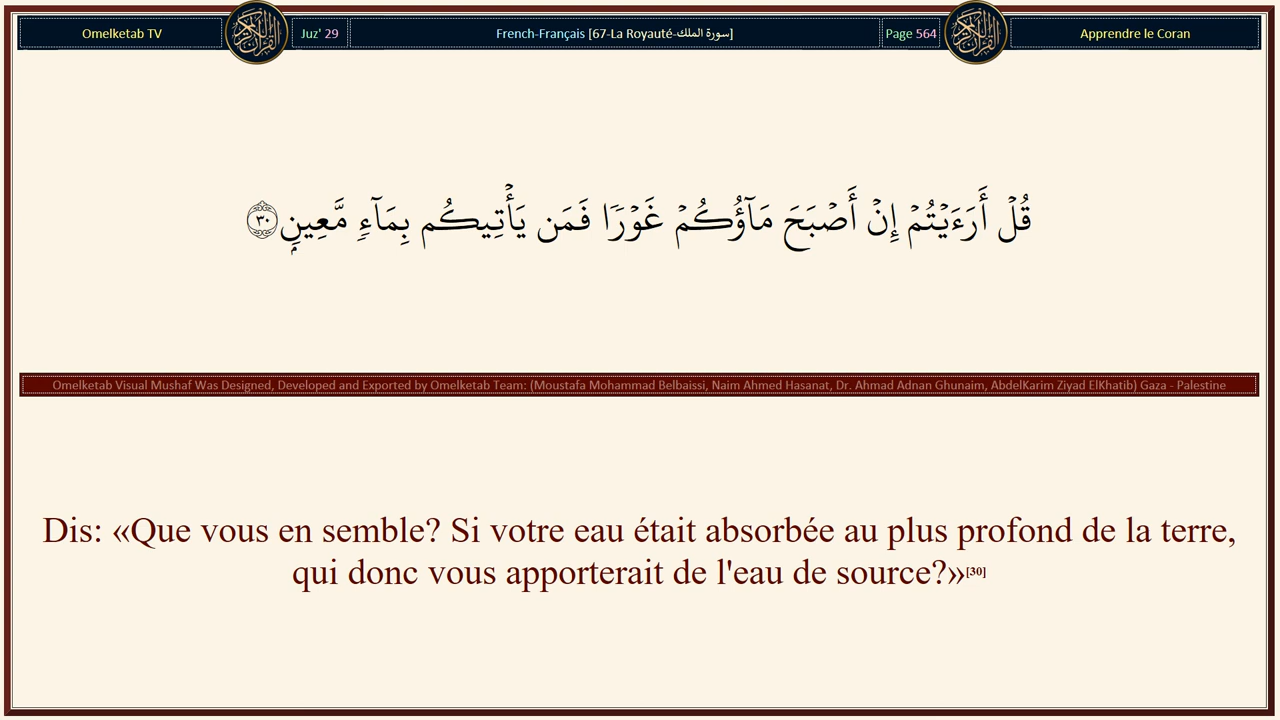 Omelketab TV
Juz' 29
French-Français [67-La Royauté-سورة الملك]
Page 564
Apprendre le Coran
قُلۡ أَرَءَيۡتُمۡ إِنۡ أَصۡبَحَ مَآؤُكُمۡ غَوۡرٗا فَمَن يَأۡتِيكُم بِمَآءٖ مَّعِينِۭ ٣٠
Omelketab Visual Mushaf Was Designed, Developed and Exported by Omelketab Team: (Moustafa Mohammad Belbaissi, Naim Ahmed Hasanat, Dr. Ahmad Adnan Ghunaim, AbdelKarim Ziyad ElKhatib) Gaza - Palestine
Dis: «Que vous en semble? Si votre eau était absorbée au plus profond de la terre,
qui donc vous apporterait de l'eau de source?»[30]